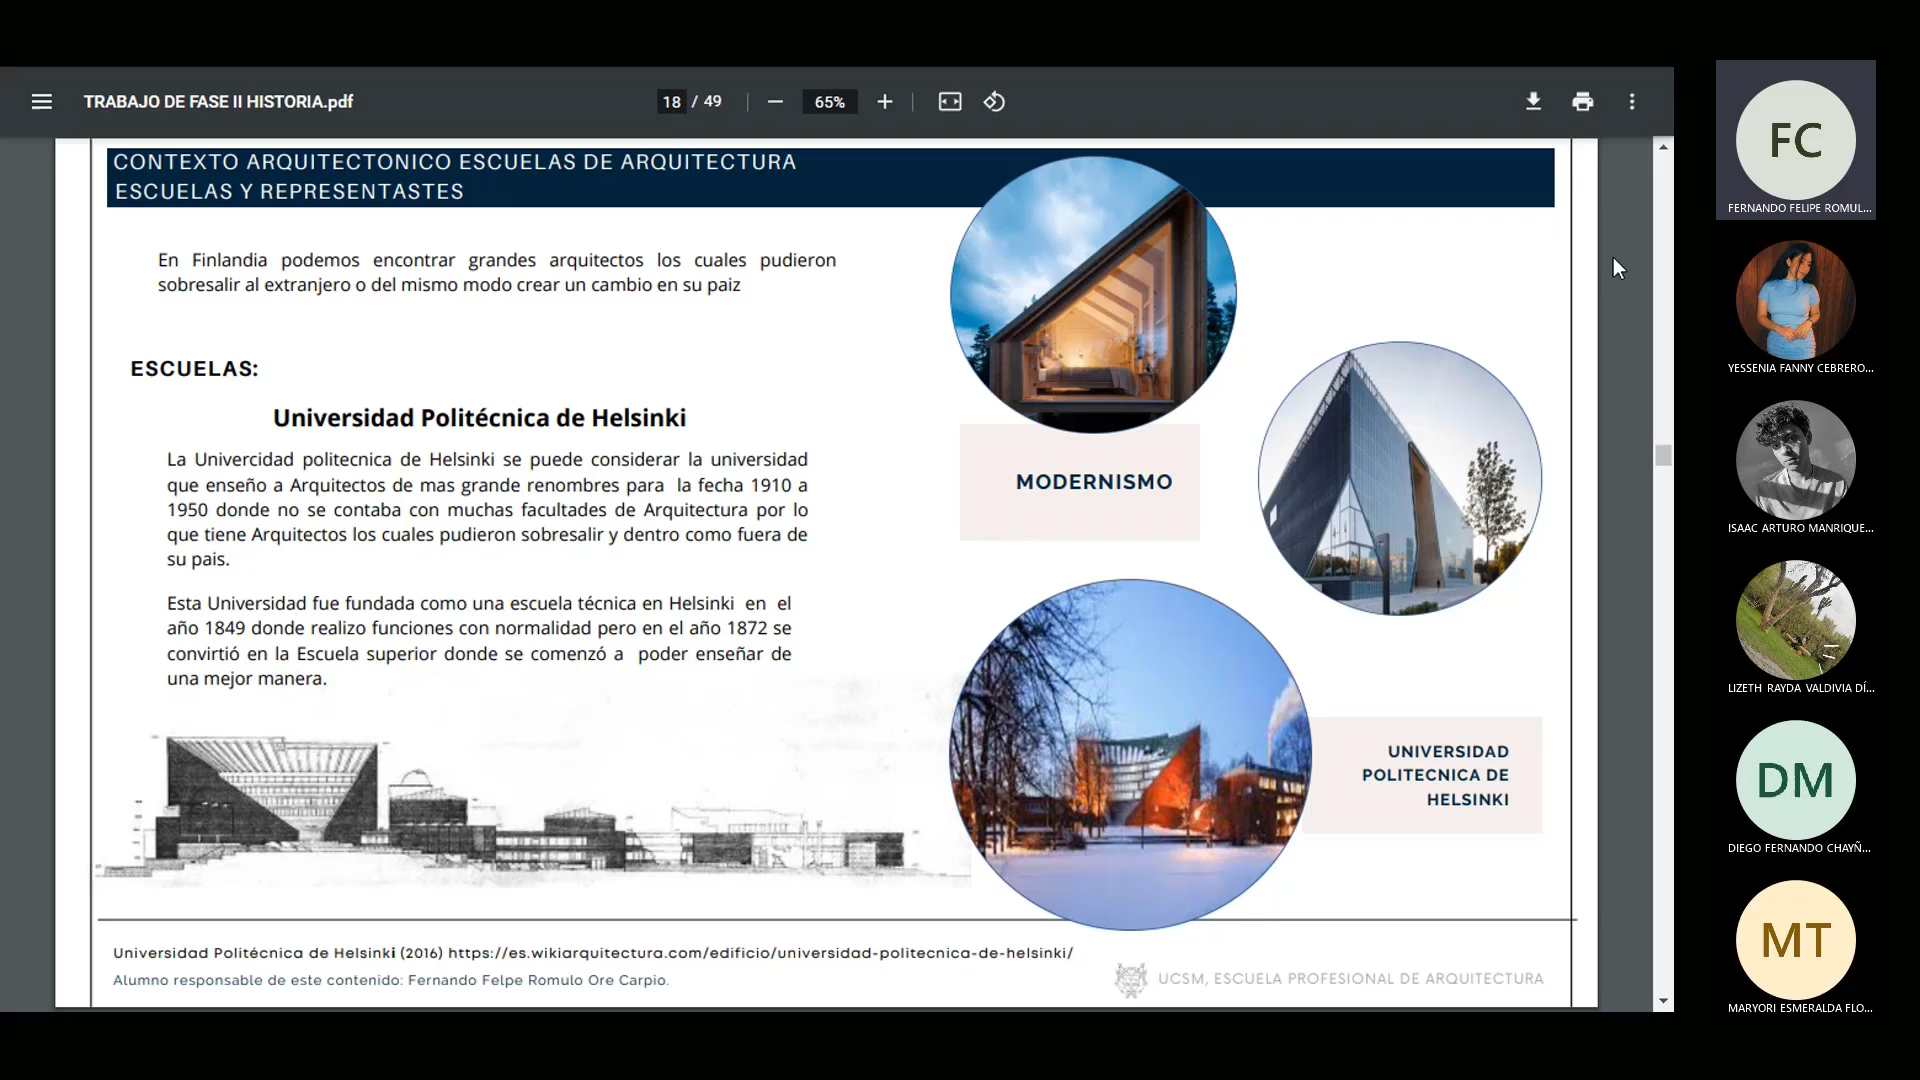 TRABAJO DE FASE II HISTORIA.pdf
18 / 49
65%
CONTEXTO ARQUITECTONICO ESCUELAS DE ARQUITECTURA
ESCUELAS Y REPRESENTASTES
En Finlandia podemos encontrar grandes arquitectos los cuales pudieron
sobresalir al extranjero o del mismo modo crear un cambio en su paiz
ESCUELAS:
Universidad Politécnica de Helsinki
La Univercidad politecnica de Helsinki se puede considerar la universidad
que enseño a Arquitectos de mas grande renombres para la fecha 1910 a
1950 donde no se contaba con muchas facultades de Arquitectura por lo
que tiene Arquitectos los cuales pudieron sobresalir y dentro como fuera de
su pais.
Esta Universidad fue fundada como una escuela técnica en Helsinki en el
año 1849 donde realizo funciones con normalidad pero en el año 1872 se
convirtió en la Escuela superior donde se comenzó a poder enseñar de
una mejor manera.
MODERNISMO
UNIVERSIDAD
POLITECNICA DE
HELSINKI
Universidad Politécnica de Helsinki (2016) https://es.wikiarquitectura.com/edificio/universidad-politecnica-de-helsinki/
Alumno responsable de este contenido: Fernando Felpe Romulo Ore Carpio.
UCSM, ESCUELA PROFESIONAL DE ARQUITECTURA
FC
FERNANDO FELIPE ROMUL...
YESSENIA FANNY CEBRERO...
ISAAC ARTURO MANRIQUE...
LIZETH RAYDA VALDIVIA DÍ...
DM
DIEGO FERNANDO CHAYÑ...
MT
MARYORI ESMERALDA FLO...